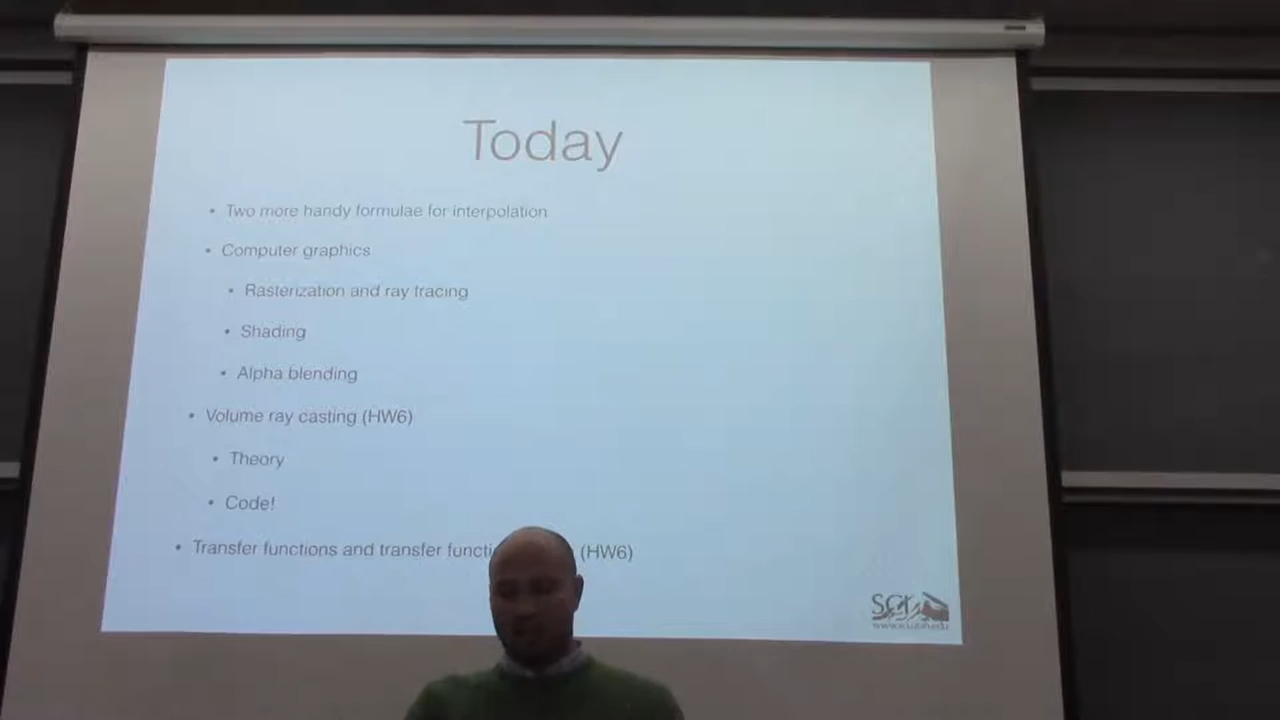 Today
• Two more handy formulae for interpolation
• Computer graphics
• Rasterization and ray tracing
• Shading
• Alpha blending
• Volume ray casting (HW6)
• Theory
• Code!
• Transfer functions and transfer (HW6)
SCI